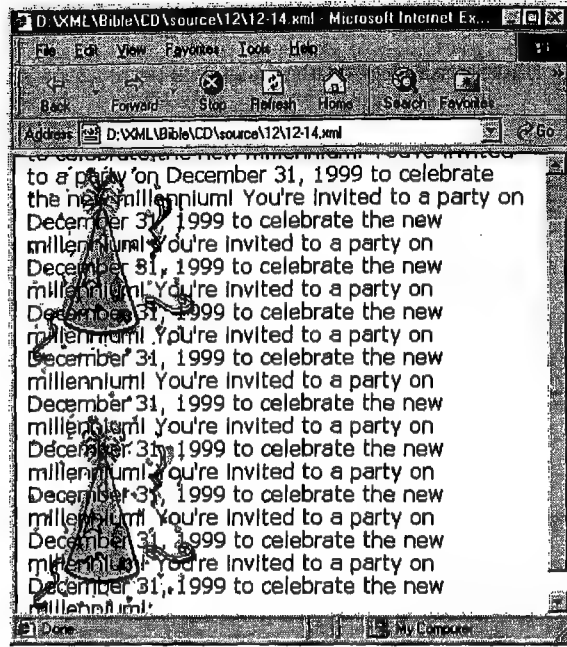 D:\XML\Bible\CD\source\12\12-14.xml - Microsoft Internet Ex...
File Edit View Favorites Tools Help
Back Forward Stop Refresh Home Search Favorites
Address D:\XML\Bible\CD\source\12\12-14.xml Go
to celebrate the new millennium! You're invited
to a party on December 31, 1999 to celebrate
the new millennium! You're invited to a party on
December 31, 1999 to celebrate the new
millennium! You're invited to a party on
December 31, 1999 to celebrate the new
millennium! You're invited to a party on
December 31, 1999 to celebrate the new
millennium! You're invited to a party on
December 31, 1999 to celebrate the new
millennium! You're invited to a party on
December 31, 1999 to celebrate the new
millennium! You're invited to a party on
December 31, 1999 to celebrate the new
millennium! You're invited to a party on
December 31, 1999 to celebrate the new
millennium! You're invited to a party on
December 31, 1999 to celebrate the new
millennium! You're invited to a party on
December 31, 1999 to celebrate the new
millennium!
Done My Computer